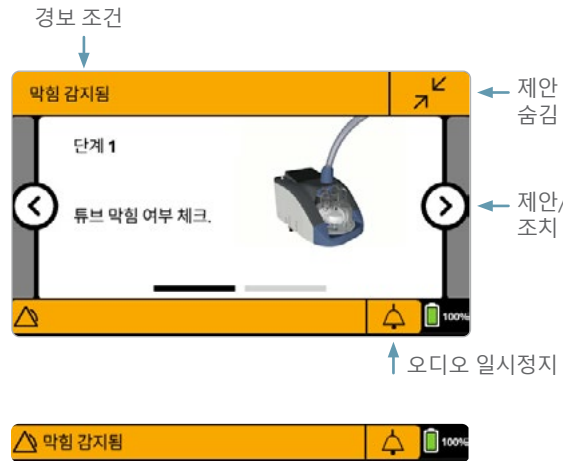 경보 조건
막힘 감지됨
제안
숨김
단계 1
튜브 막힘 여부 체크.
제안/
조치
100%
오디오 일시정지
막힘 감지됨
100%